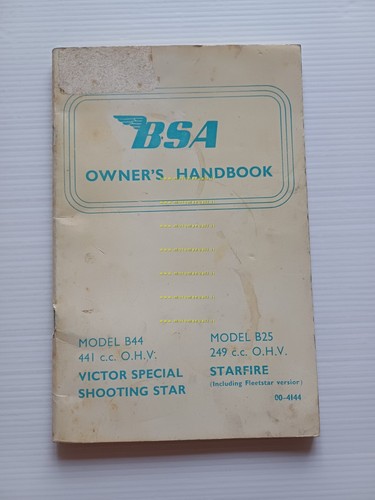 BSA
OWNER'S HANDBOOK
MODEL B44
441 c.c. O.H.V.
VICTOR SPECIAL
SHOOTING STAR
MODEL B25
249 c.c. O.H.V.
STARFIRE
(Including Fleetstar version)
00-4144